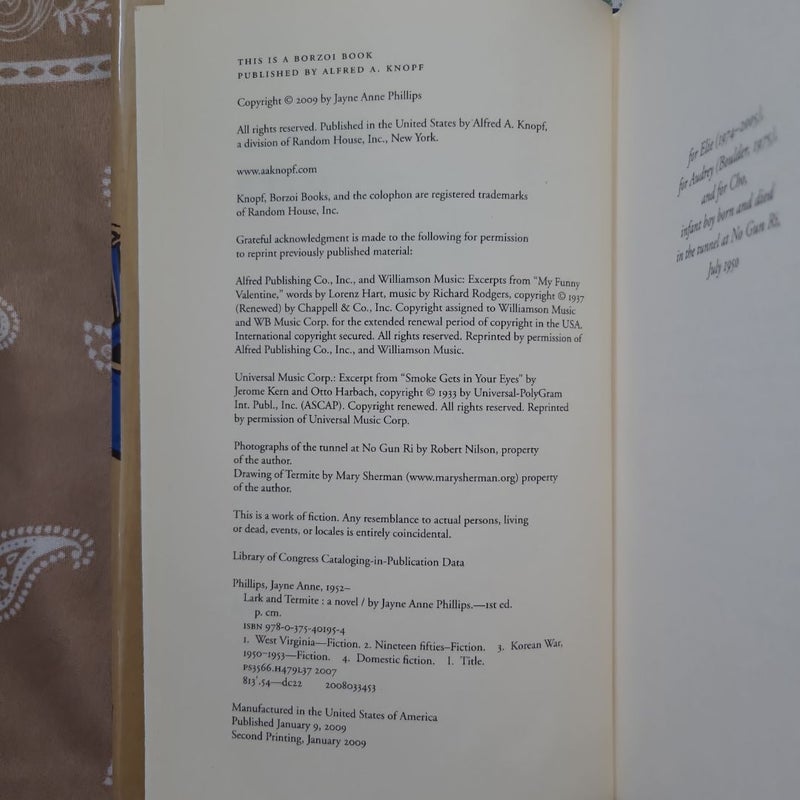 THIS IS A BORZOI BOOK
PUBLISHED BY ALFRED A. KNOPF
Copyright © 2009 by Jayne Anne Phillips
All rights reserved. Published in the United States by Alfred A. Knopf,
a division of Random House, Inc., New York.
www.aaknopf.com
Knopf, Borzoi Books, and the colophon are registered trademarks
of Random House, Inc.
Grateful acknowledgment is made to the following for permission
to reprint previously published material:
Alfred Publishing Co., Inc., and Williamson Music: Excerpts from “My Funny
Valentine,” words by Lorenz Hart, music by Richard Rodgers, copyright © 1937
(Renewed) by Chappell & Co., Inc. Copyright assigned to Williamson Music
and WB Music Corp. for the extended renewal period of copyright in the USA.
International copyright secured. All rights reserved. Reprinted by permission of
Alfred Publishing Co., Inc., and Williamson Music.
Universal Music Corp.: Excerpt from “Smoke Gets in Your Eyes” by
Jerome Kern and Otto Harbach, copyright © 1933 by Universal-PolyGram
Int. Publ., Inc. (ASCAP). Copyright renewed. All rights reserved. Reprinted
by permission of Universal Music Corp.
Photographs of the tunnel at No Gun Ri by Robert Nilson, property
of the author.
Drawing of Termite by Mary Sherman (www.marysherman.org) property
of the author.
This is a work of fiction. Any resemblance to actual persons, living
or dead, events, or locales is entirely coincidental.
Library of Congress Cataloging-in-Publication Data
Phillips, Jayne Anne, 1952–
Lark and Termite : a novel / by Jayne Anne Phillips.—1st ed.
p. cm.
ISBN 978-0-375-40195-4
1. West Virginia—Fiction. 2. Nineteen fifties–Fiction. 3. Korean War,
1950–1953—Fiction. 4. Domestic fiction. I. Title.
PS3566.H479L37 2007
813'.54—dc22 2008033453
Manufactured in the United States of America
Published January 9, 2009
Second Printing, January 2009
for Elie (1974–2005),
for Audrey (Boulder, 1975),
and for Cho,
infant boy born and died
in the tunnel at No Gun Ri,
July 1950